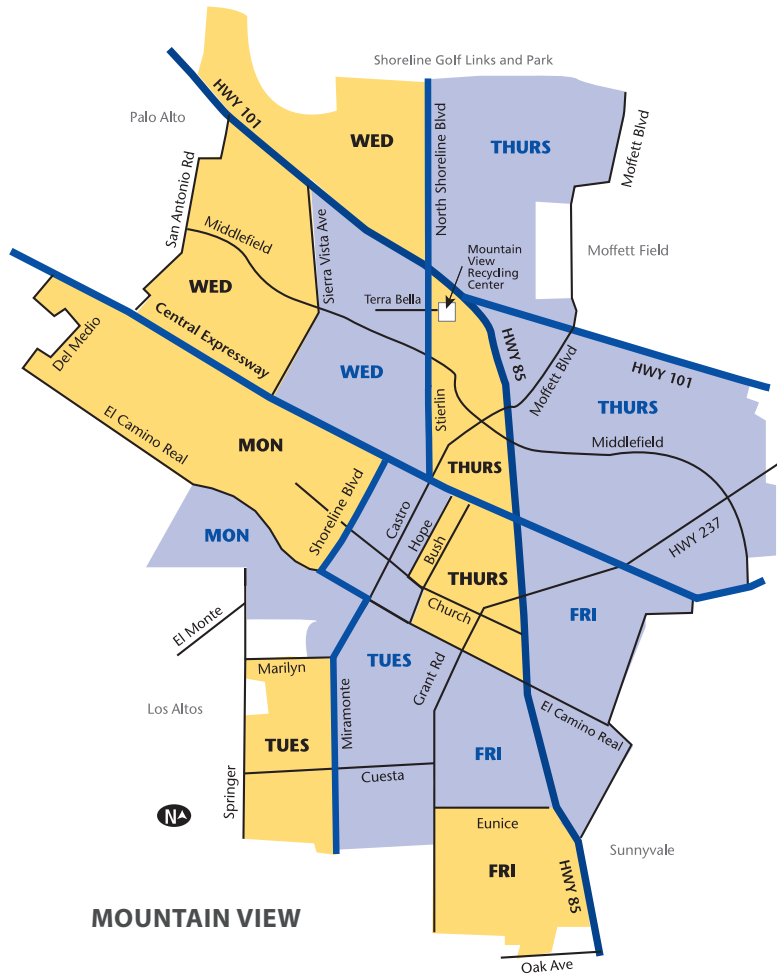 Shoreline Golf Links and Park
HWY 101
Palo Alto
WED
North Shoreline Blvd
THURS
Moffett Blvd
San Antonio Rd
Middlefield
Sierra Vista Ave
Mountain
View
Recycling
Center
Moffett Field
WED
Terra Bella
Central Expressway
Del Medio
HWY 85
HWY 101
WED
Moffett Blvd
THURS
Stierlin
El Camino Real
MON
Middlefield
THURS
Shoreline Blvd
Castro
Hope
Bush
MON
HWY 237
THURS
Church
FRI
El Monte
TUES
Marilyn
Grant Rd
Los Altos
Miramonte
El Camino Real
TUES
FRI
Springer
Cuesta
N
Eunice
Sunnyvale
FRI
HWY 85
MOUNTAIN VIEW
Oak Ave